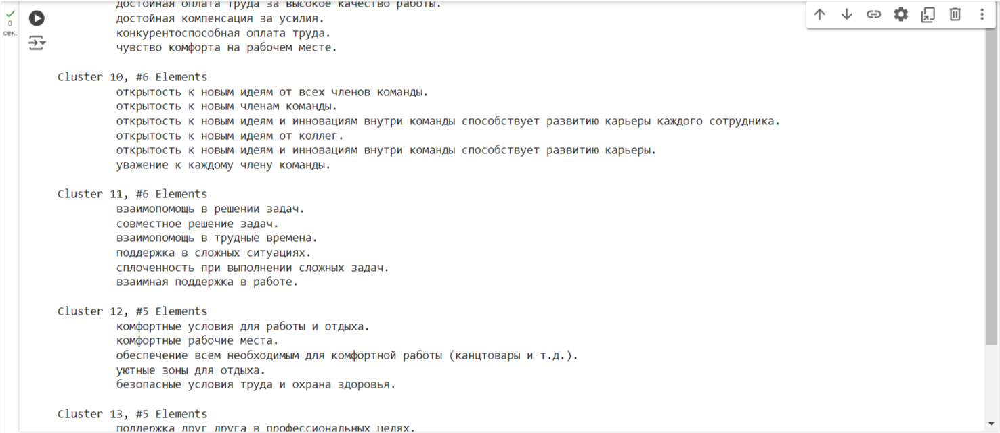 0
сек.
достойная оплата труда за высокое качество работы.
достойная компенсация за усилия.
конкурентоспособная оплата труда.
чувство комфорта на рабочем месте.
Cluster 10, #6 Elements
открытость к новым идеям от всех членов команды.
открытость к новым членам команды.
открытость к новым идеям и инновациям внутри команды способствует развитию карьеры каждого сотрудника.
открытость к новым идеям от коллег.
открытость к новым идеям и инновациям внутри команды способствует развитию карьеры.
уважение к каждому члену команды.
Cluster 11, #6 Elements
взаимопомощь в решении задач.
совместное решение задач.
взаимопомощь в трудные времена.
поддержка в сложных ситуациях.
сплоченность при выполнении сложных задач.
взаимная поддержка в работе.
Cluster 12, #5 Elements
комфортные условия для работы и отдыха.
комфортные рабочие места.
обеспечение всем необходимым для комфортной работы (канцтовары и т.д.).
уютные зоны для отдыха.
безопасные условия труда и охрана здоровья.
Cluster 13, #5 Elements
поддержка друг друга в профессиональных целях.